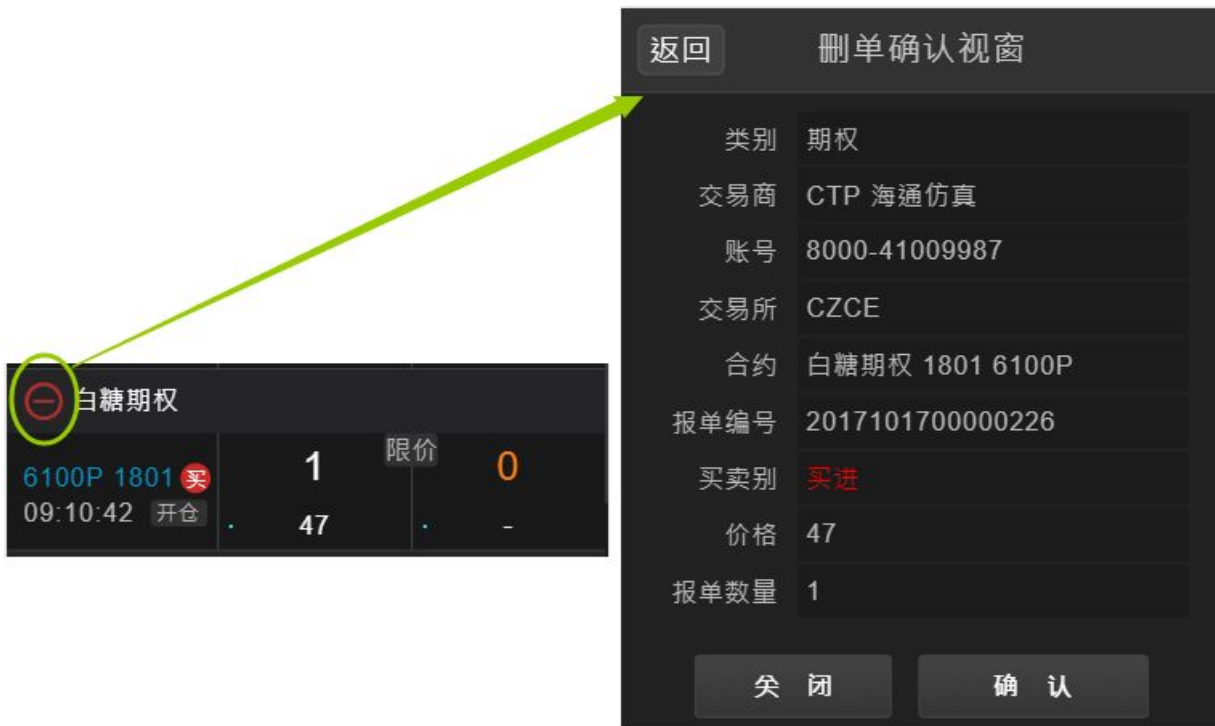 白糖期权
限价
1
0
6100P 1801 买
09:10:42 开仓
47
-
返回
删单确认视窗
类别 期权
交易商 CTP 海通仿真
账号 8000-41009987
交易所 CZCE
合约 白糖期权 1801 6100P
报单编号 2017101700000226
买卖别 买进
价格 47
报单数量 1
关 闭
确 认